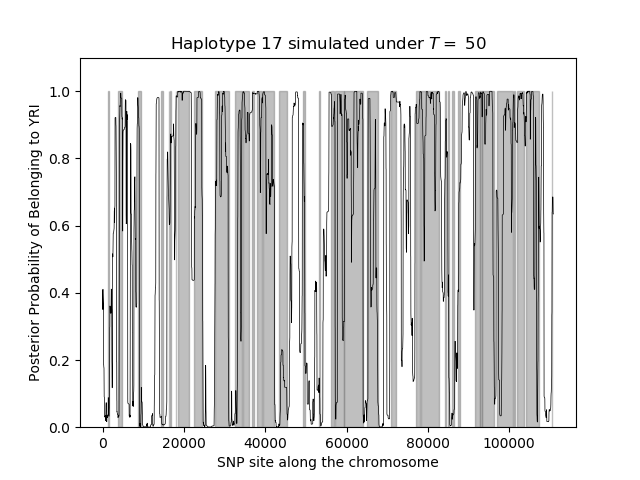 Haplotype 17 simulated under T = 50
Posterior Probability of Belonging to YRI
1.0
0.8
0.6
0.4
0.2
0.0
0 20000 40000 60000 80000 100000
SNP site along the chromosome